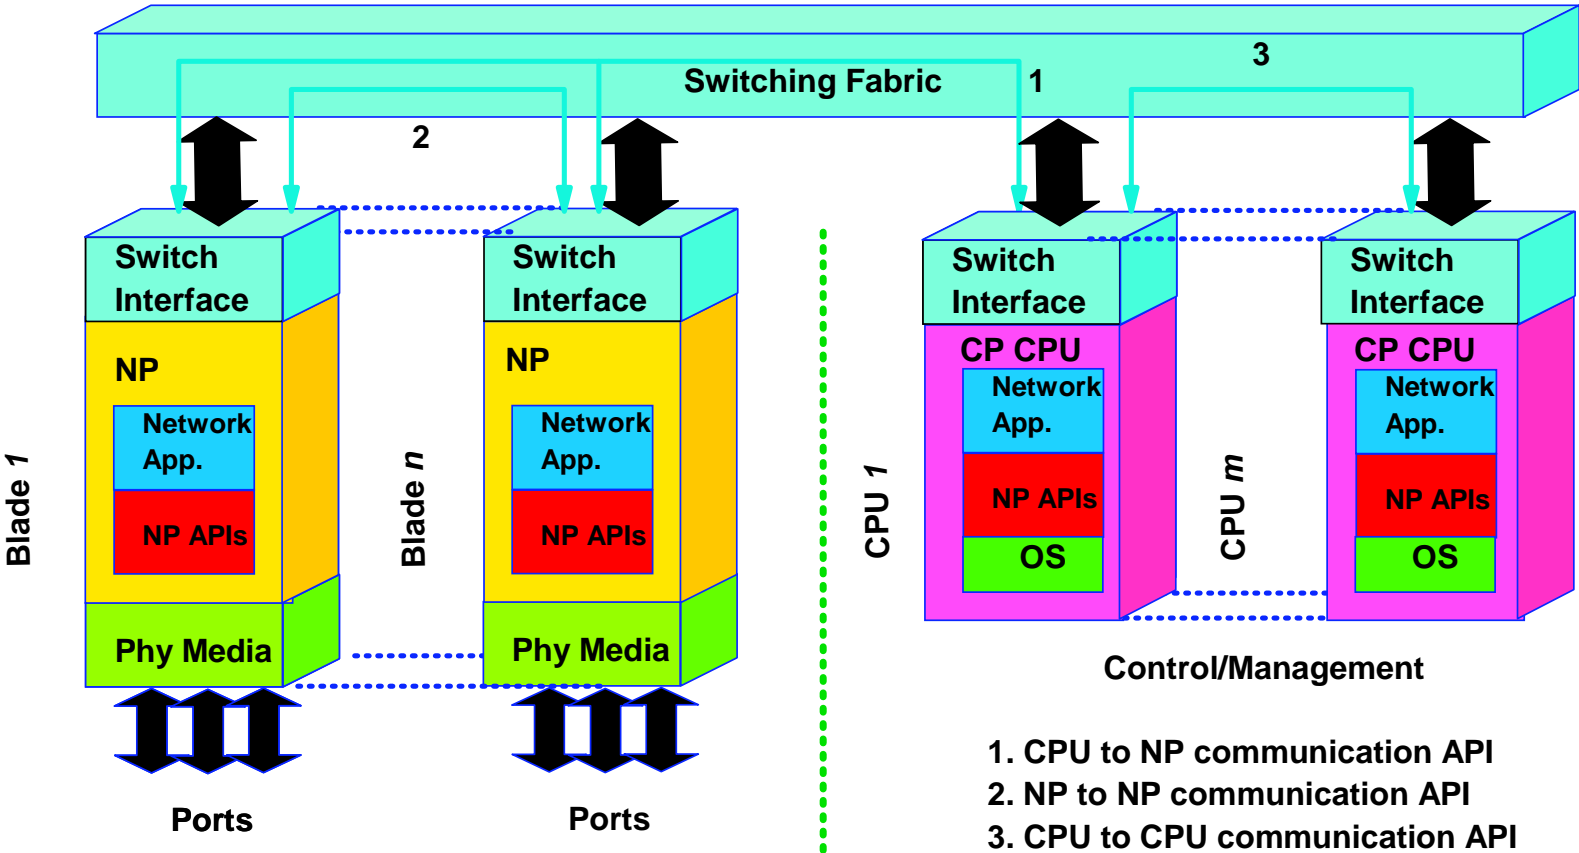 3
Switching Fabric
1
2
Switch
Interface
NP
Network
App.
NP APIs
Phy Media
Blade 1
Ports
Switch
Interface
NP
Network
App.
NP APIs
Phy Media
Blade n
Ports
Switch
Interface
CP CPU
Network
App.
NP APIs
OS
CPU 1
Switch
Interface
CP CPU
Network
App.
NP APIs
OS
CPU m
Control/Management
1. CPU to NP communication API
2. NP to NP communication API
3. CPU to CPU communication API